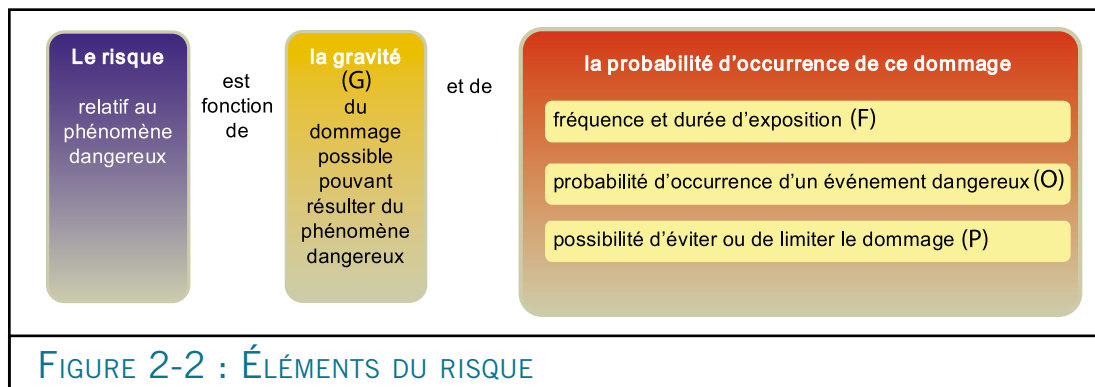 Le risque
relatif au
phénomène
dangereux
est
fonction
de
la gravité
(G)
du
dommage
possible
pouvant
résulter du
phénomène
dangereux
et de
la probabilité d'occurrence de ce dommage
fréquence et durée d'exposition (F)
probabilité d'occurrence d'un événement dangereux (O)
possibilité d'éviter ou de limiter le dommage (P)
FIGURE 2-2 : ÉLÉMENTS DU RISQUE